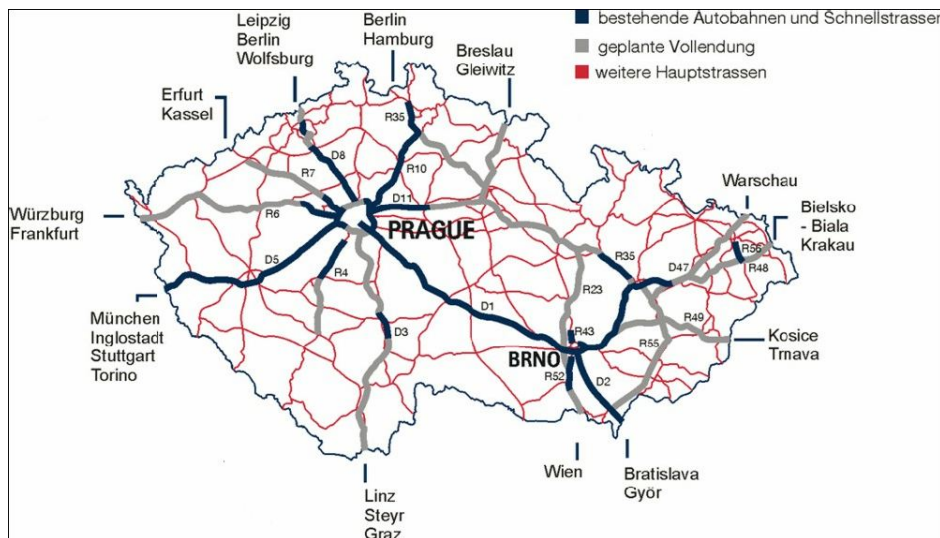 bestehende Autobahnen und Schnellstrassen
geplante Vollendung
weitere Hauptstrassen
Leipzig
Berlin
Wolfsburg
Berlin
Hamburg
Breslau
Gleiwitz
Erfurt
Kassel
Würzburg
Frankfurt
München
Inglostadt
Stuttgart
Torino
Linz
Steyr
Graz
Wien
Bratislava
Györ
Kosice
Trnava
Warschau
Bielsko
- Biala
Krakau
R35
D8
R10
R7
D11
R6
PRAGUE
D5
R4
D3
D1
R35
R23
R43
BRNO
R52
D2
R55
R49
D47
R56
R48